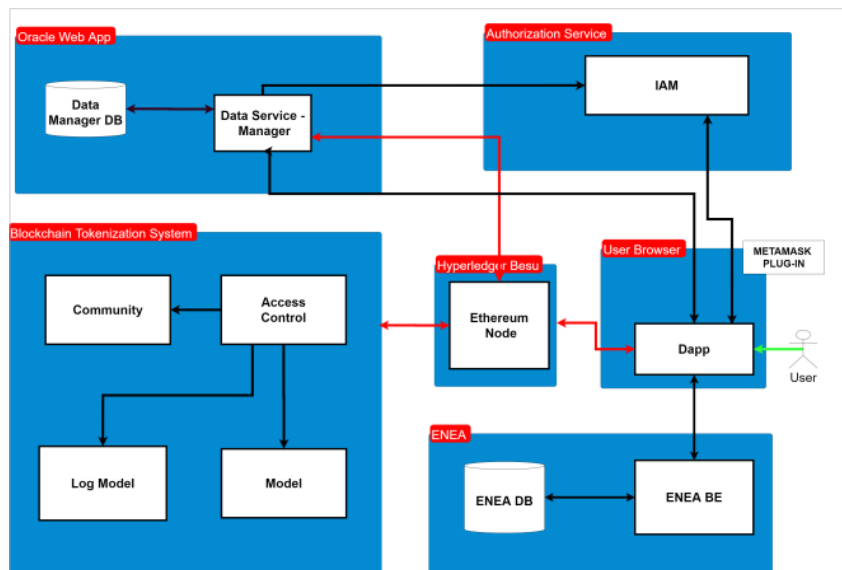 Oracle Web App
Authorization Service
Data
Manager DB
Data Service -
Manager
IAM
Blockchain Tokenization System
Hyperledger Besu
User Browser
METAMASK
PLUG-IN
Community
Access
Control
Ethereum
Node
Dapp
User
ENEA
Log Model
Model
ENEA DB
ENEA BE